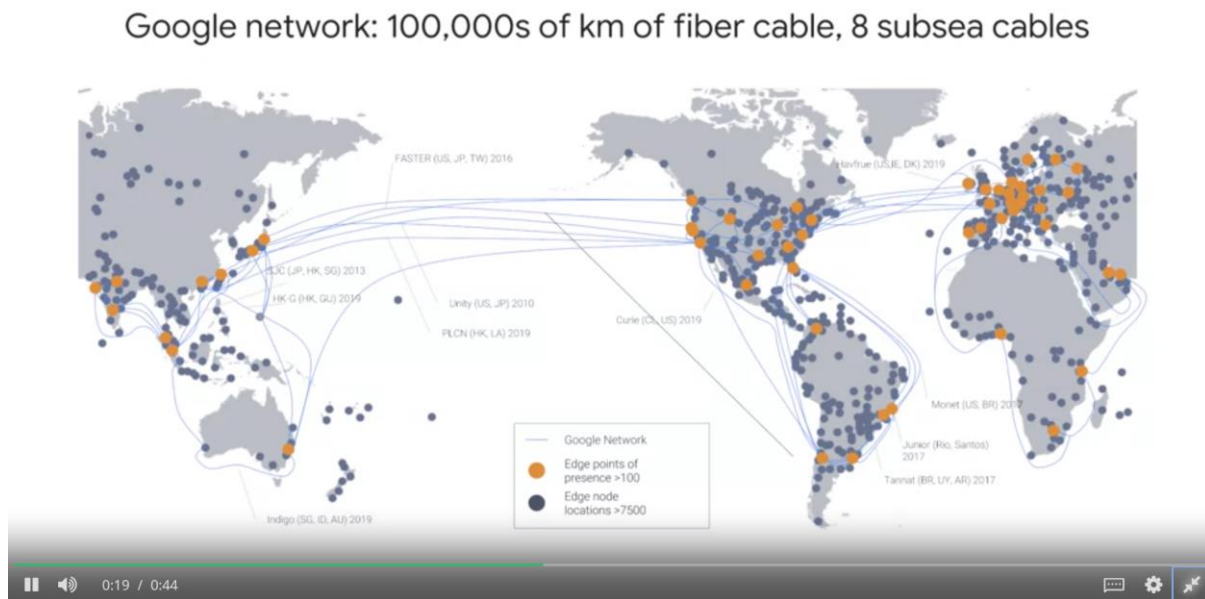 Google network: 100,000s of km of fiber cable, 8 subsea cables
FASTER (US, JP, TW) 2016
Havfrue (US,IE, DK) 2019
SJC (JP, HK, SG) 2013
HK-G (HK, GU) 2019
Unity (US, JP) 2010
PLCN (HK, LA) 2019
Curie (CL, US) 2019
Monet (US, BR) 2017
Junior (Rio, Santos)
2017
Tannat (BR, UY, AR) 2017
Indigo (SG, ID, AU) 2019
Google Network
Edge points of
presence >100
Edge node
locations >7500
0:19 / 0:44